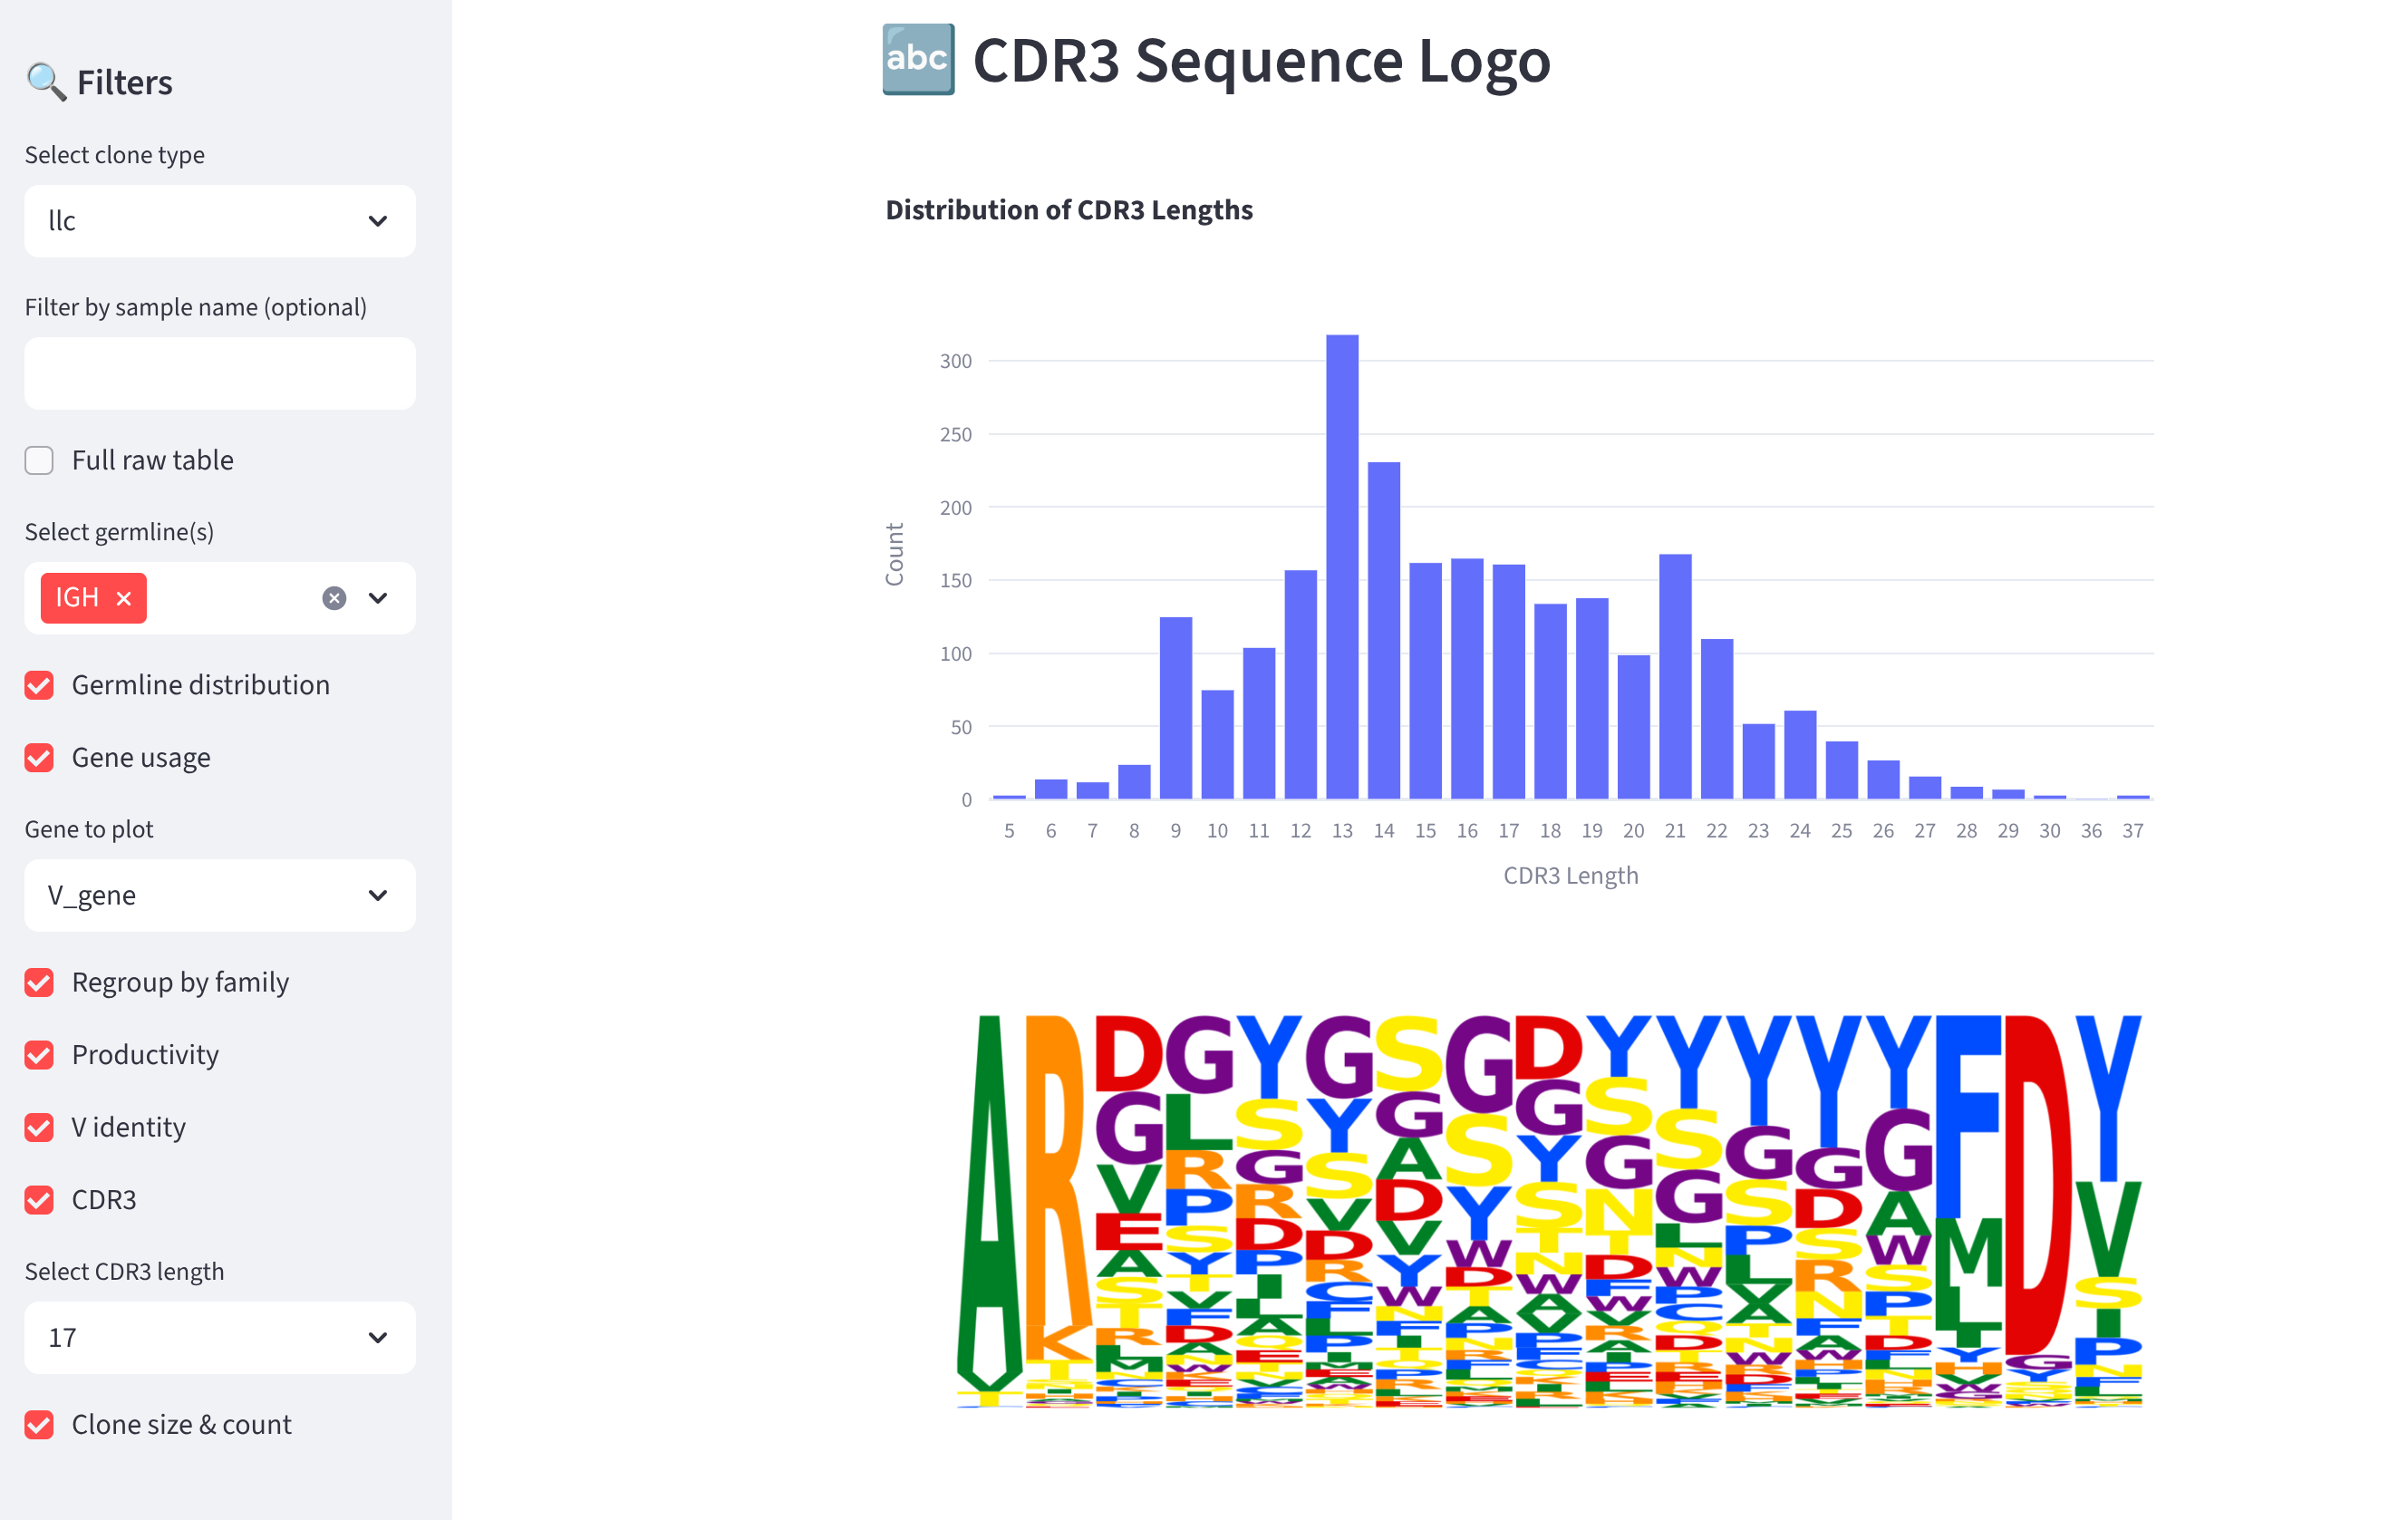 🔍 Filters
Select clone type
llc
Filter by sample name (optional)
Full raw table
Select germline(s)
IGH ×
Germline distribution
Gene usage
Gene to plot
V_gene
Regroup by family
Productivity
V identity
CDR3
Select CDR3 length
17
Clone size & count
abc CDR3 Sequence Logo
Distribution of CDR3 Lengths
300
250
200
150
100
50
0
Count
5 6 7 8 9 10 11 12 13 14 15 16 17 18 19 20 21 22 23 24 25 26 27 28 29 30 36 37
CDR3 Length
A R D G Y G S G D Y Y Y Y Y F D Y